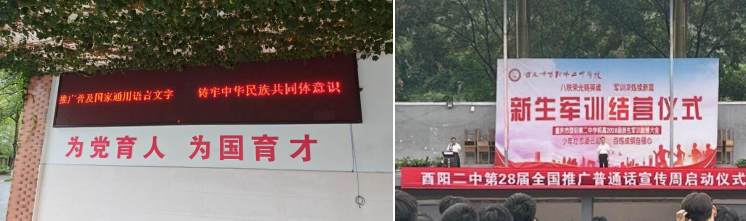 推广普及国家通用语言文字 铸牢中华民族共同体意识
为党育人 为国育才
八秩荣光铸英雄 军训淬炼续新篇
新生军训结营仪式
酉阳二中第28届全国推广普通话宣传周启动仪式